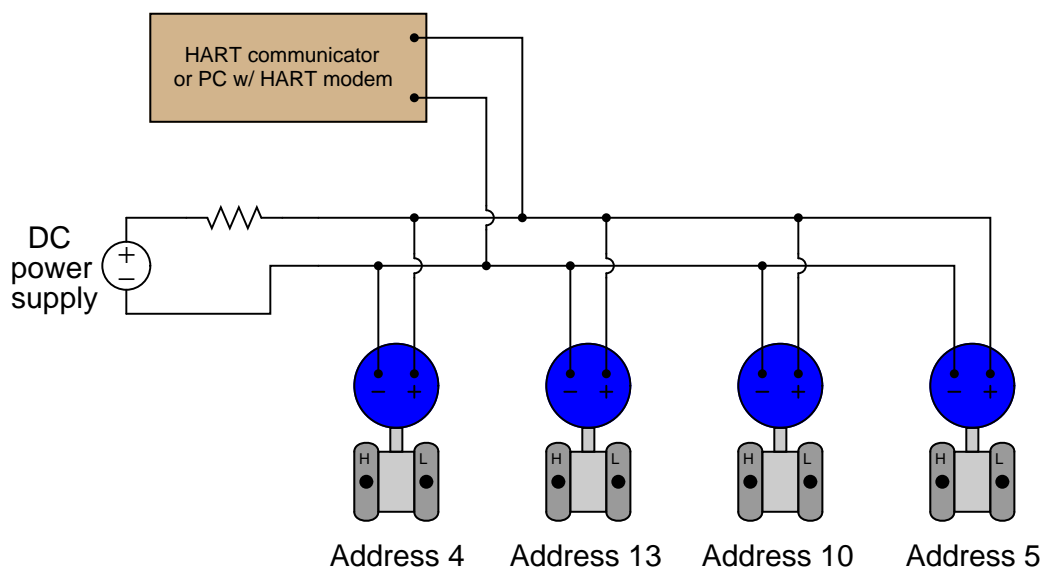 HART communicator
or PC w/ HART modem
DC
power
supply
+
−
− +
− +
− +
− +
H L
H L
H L
H L
Address 4
Address 13
Address 10
Address 5